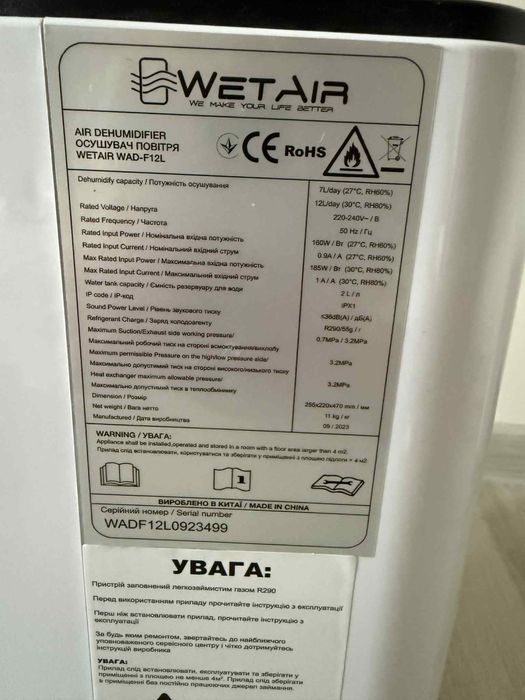 WETAIR
WE MAKE YOUR LIFE BETTER
AIR DEHUMIDIFIER
ОСУШУВАЧ ПОВІТРЯ
WETAIR WAD-F12L
CE RoHS
Dehumidify capacity / Потужність осушування 7L/day (27°C, RH60%)
12L/day (30°C, RH80%)
Rated Voltage / Напруга 220-240V~ / В
Rated Frequency / Частота 50 Hz / Гц
Rated Input Power / Номінальна вхідна потужність 160W / Вт (27°C, RH60%)
Rated Input Current / Номінальний вхідний струм 0.9A / А (27°C, RH60%)
Max Rated Input Power / Максимальна вхідна потужність 185W / Вт (30°C, RH80%)
Max Rated Input Current / Максимальний вхідний струм 1 A / А (30°C, RH80%)
Water tank capacity / Ємність резервуару для води 2 L / л
IP code / IP-код IPX1
Sound Power Level / Рівень звукового тиску ≤36dB(A) / дБ(А)
Refrigerant Charge / Заряд холодоагенту R290/55g / г
Maximum Suction/Exhaust side working pressure/ 0.7MPa / 3.2MPa
Максимальний робочий тиск на стороні всмоктування/вихлобу
Maximum permissible Pressure on the high/low pressure side/ 3.2MPa
Максимально допустимий тиск на стороні високого/низького тиску
Heat exchanger maximum allowable pressure/ 3.2MPa
Максимально допустимий тиск в теплообміннику
Dimension / Розмір 255x220x470 mm / мм
Net weight / Вага нетто 11 kg / кг
Manufactured / Дата виробництва 09 / 2023
WARNING / УВАГА:
Appliance shall be installed,operated and stored in a room with a floor area larger than 4 m2.
Прилад слід встановлювати, користуватися та зберігати у приміщенні з площею підлоги = 4 м2.
ВИРОБЛЕНО В КИТАЇ / MADE IN CHINA
Серійний номер / Serial number
WADF12L0923499
УВАГА:
Пристрій заповнений легкозаймистим газом R290
Перед використанням приладу прочитайте інструкцію з експлуатації
Перш ніж встановлювати прилад, прочитайте інструкцію з
експлуатації
За будь яким ремонтом, звертайтесь до найближчого
уповноваженого сервісного центру і чітко дотримуйтесь
інструкцій виробника
УВАГА:
Прилад слід встановлювати, експлуатувати та зберігати у
приміщенні з площею не менше 4м². Прилад слід зберігати
в приміщенні без постійно працюючих джерел займання.